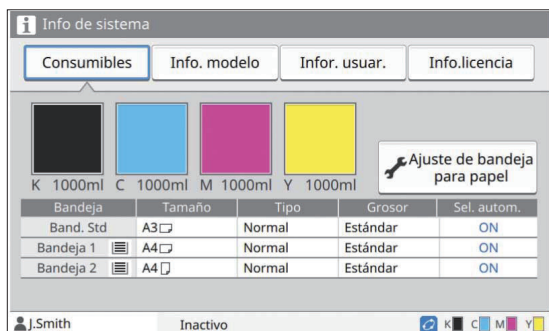 Info de sistema
Consumibles Info. modelo Infor. usuar. Info.licencia
K 1000ml C 1000ml M 1000ml Y 1000ml
Ajuste de bandeja
para papel
Bandeja Tamaño Tipo Grosor Sel. autom.
Band. Std A3 Normal Estándar ON
Bandeja 1 A4 Normal Estándar ON
Bandeja 2 A4 Normal Estándar ON
J.Smith Inactivo K C M Y